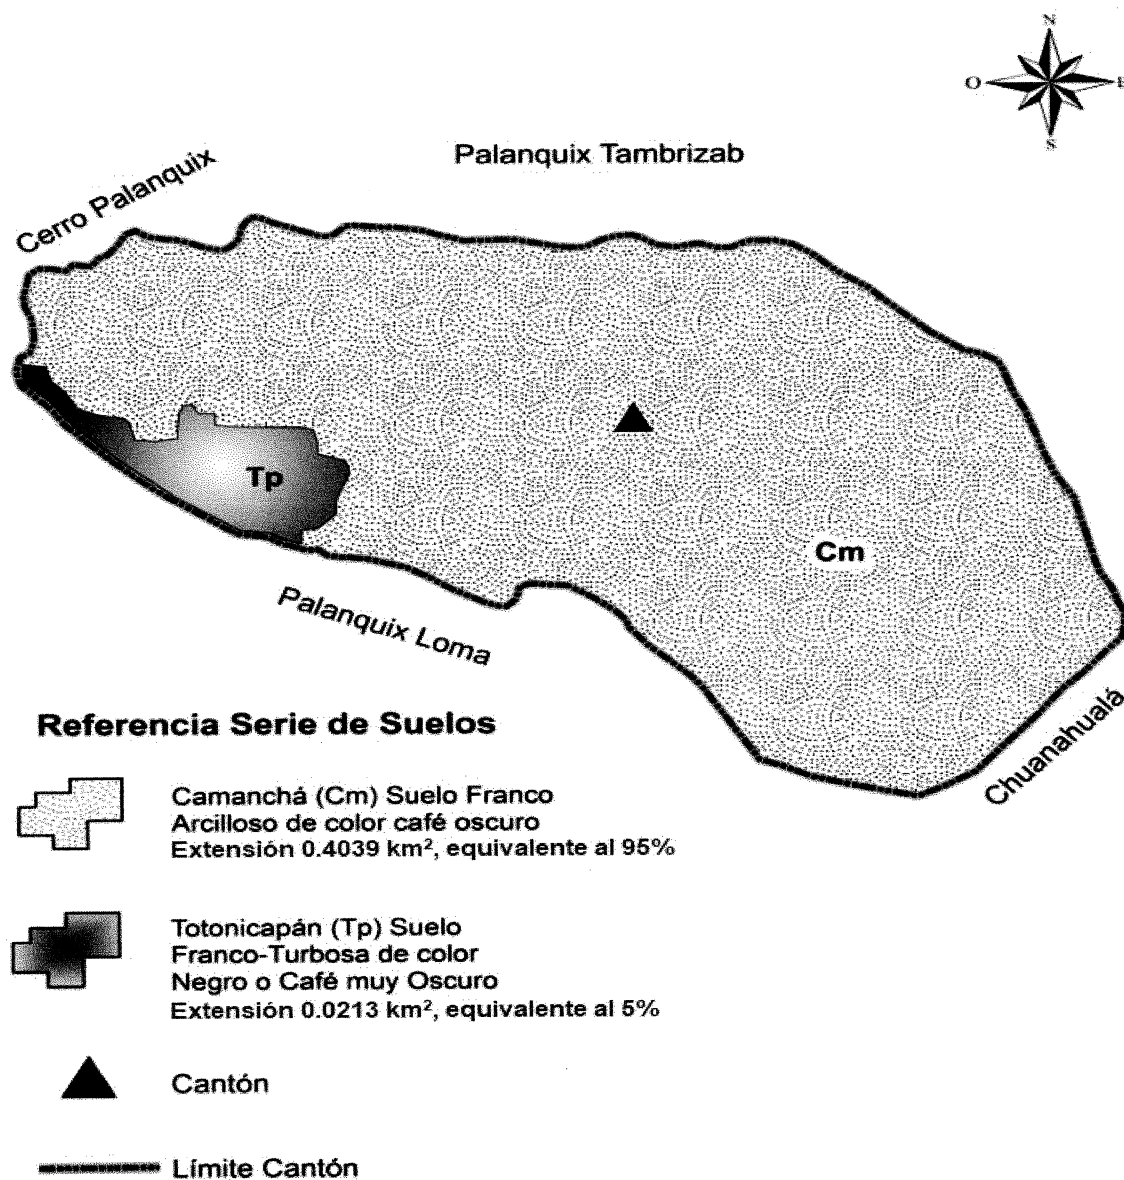 N
O
E
S
Palanquix Tambrizab
Cerro Palanquix
Tp
Cm
Palanquix Loma
Chuanahualá
Referencia Serie de Suelos
Camanchá (Cm) Suelo Franco
Arcilloso de color café oscuro
Extensión 0.4039 km², equivalente al 95%
Totonicapán (Tp) Suelo
Franco-Turbosa de color
Negro o Café muy Oscuro
Extensión 0.0213 km², equivalente al 5%
Cantón
Límite Cantón